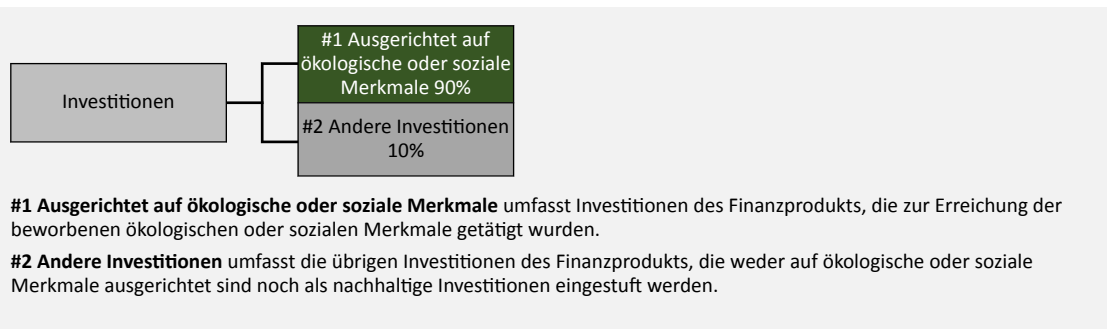 #1 Ausgerichtet auf
ökologische oder soziale
Merkmale 90%
Investitionen
#2 Andere Investitionen
10%
#1 Ausgerichtet auf ökologische oder soziale Merkmale umfasst Investitionen des Finanzprodukts, die zur Erreichung der
beworbenen ökologischen oder sozialen Merkmale getätigt wurden.
#2 Andere Investitionen umfasst die übrigen Investitionen des Finanzprodukts, die weder auf ökologische oder soziale
Merkmale ausgerichtet sind noch als nachhaltige Investitionen eingestuft werden.